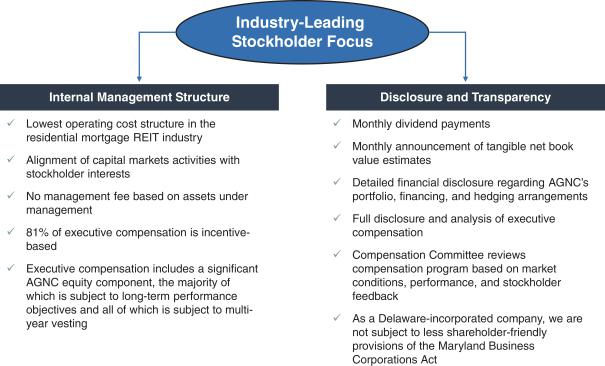 Industry-Leading
Stockholder Focus
Internal Management Structure
✓ Lowest operating cost structure in the
residential mortgage REIT industry
✓ Alignment of capital markets activities with
stockholder interests
✓ No management fee based on assets under
management
✓ 81% of executive compensation is incentive-
based
✓ Executive compensation includes a significant
AGNC equity component, the majority of
which is subject to long-term performance
objectives and all of which is subject to multi-
year vesting
Disclosure and Transparency
✓ Monthly dividend payments
✓ Monthly announcement of tangible net book
value estimates
✓ Detailed financial disclosure regarding AGNC's
portfolio, financing, and hedging arrangements
✓ Full disclosure and analysis of executive
compensation
✓ Compensation Committee reviews
compensation program based on market
conditions, performance, and stockholder
feedback
✓ As a Delaware-incorporated company, we are
not subject to less shareholder-friendly
provisions of the Maryland Business
Corporations Act